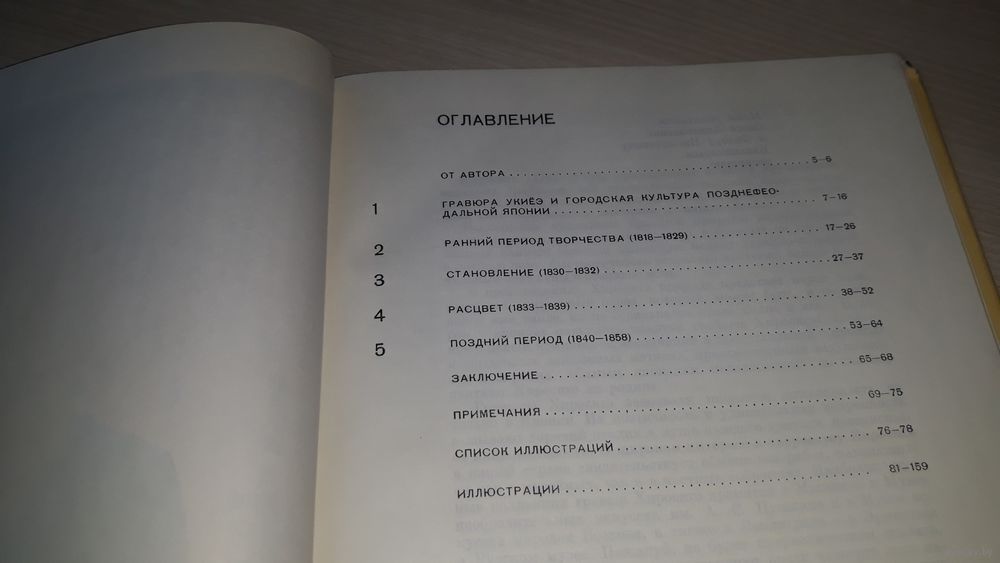 ОГЛАВЛЕНИЕ
ОТ АВТОРА . . . . . . . . . . . . . . . . . . . . . . . . . . . . . . 5—6
1 ГРАВЮРА УКИЁЭ И ГОРОДСКАЯ КУЛЬТУРА ПОЗДНЕФЕО-
ДАЛЬНОЙ ЯПОНИИ . . . . . . . . . . . . . . . . . . . . . . . . . . 7—16
2 РАННИЙ ПЕРИОД ТВОРЧЕСТВА (1818—1829) . . . . . . . . . . . . . 17—26
3 СТАНОВЛЕНИЕ (1830—1832) . . . . . . . . . . . . . . . . . . . . . . 27—37
4 РАСЦВЕТ (1833—1839) . . . . . . . . . . . . . . . . . . . . . . . . . 38—52
5 ПОЗДНИЙ ПЕРИОД (1840—1858) . . . . . . . . . . . . . . . . . . . . 53—64
ЗАКЛЮЧЕНИЕ . . . . . . . . . . . . . . . . . . . . . . . . . . . . . . 65—68
ПРИМЕЧАНИЯ . . . . . . . . . . . . . . . . . . . . . . . . . . . . . . 69—75
СПИСОК ИЛЛЮСТРАЦИЙ . . . . . . . . . . . . . . . . . . . . . . . . 76—78
ИЛЛЮСТРАЦИИ . . . . . . . . . . . . . . . . . . . . . . . . . . . . . 81—159